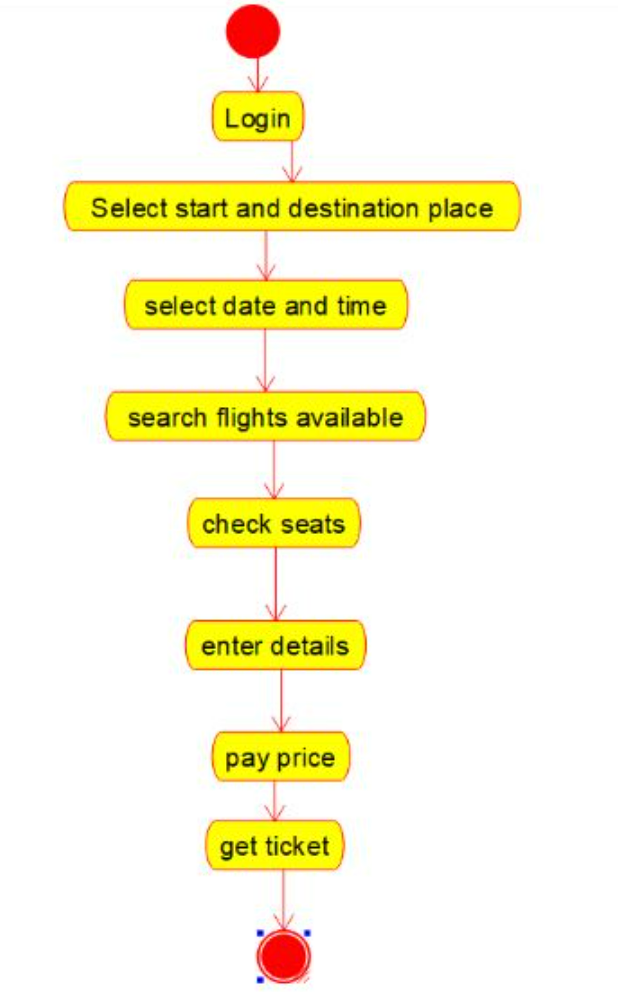 Login
Select start and destination place
select date and time
search flights available
check seats
enter details
pay price
get ticket